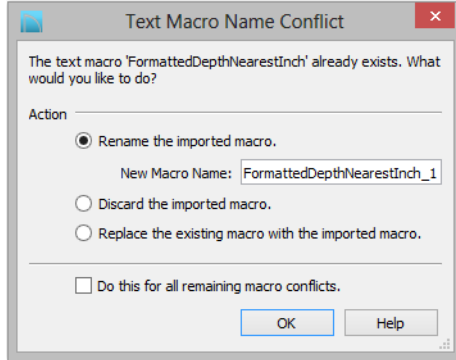 Text Macro Name Conflict
The text macro 'FormattedDepthNearestInch' already exists. What
would you like to do?
Action
Rename the imported macro.
New Macro Name: FormattedDepthNearestInch_1
Discard the imported macro.
Replace the existing macro with the imported macro.
Do this for all remaining macro conflicts.
OK Help